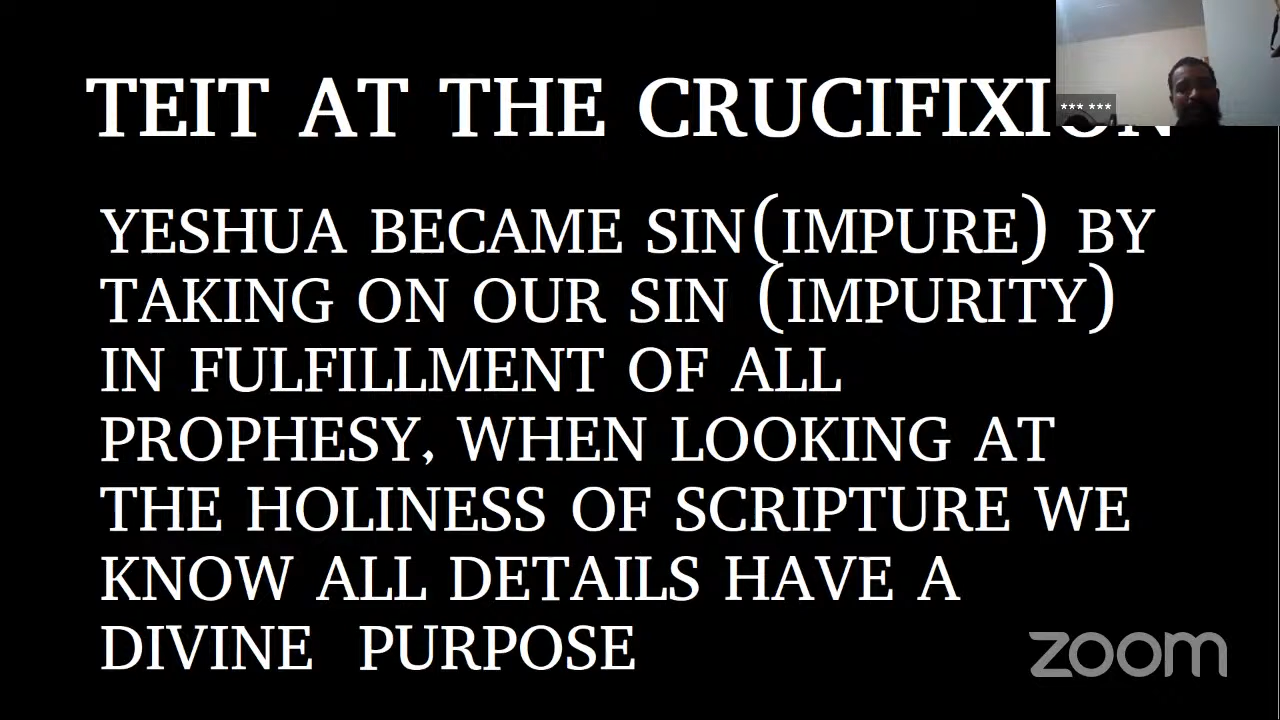 TEIT AT THE CRUCIFIXION
*** ***
YESHUA BECAME SIN(IMPURE) BY
TAKING ON OUR SIN (IMPURITY)
IN FULFILLMENT OF ALL
PROPHESY, WHEN LOOKING AT
THE HOLINESS OF SCRIPTURE WE
KNOW ALL DETAILS HAVE A
DIVINE PURPOSE
zoom